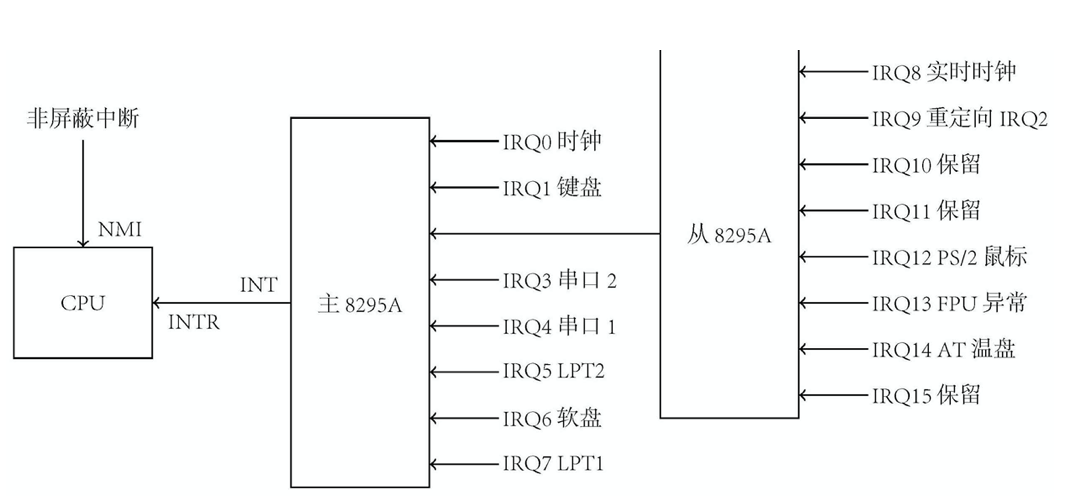 非屏蔽中断
NMI
CPU
INT
INTR
主 8295A
IRQ0 时钟
IRQ1 键盘
IRQ3 串口 2
IRQ4 串口 1
IRQ5 LPT2
IRQ6 软盘
IRQ7 LPT1
从 8295A
IRQ8 实时时钟
IRQ9 重定向 IRQ2
IRQ10 保留
IRQ11 保留
IRQ12 PS/2 鼠标
IRQ13 FPU 异常
IRQ14 AT 温盘
IRQ15 保留